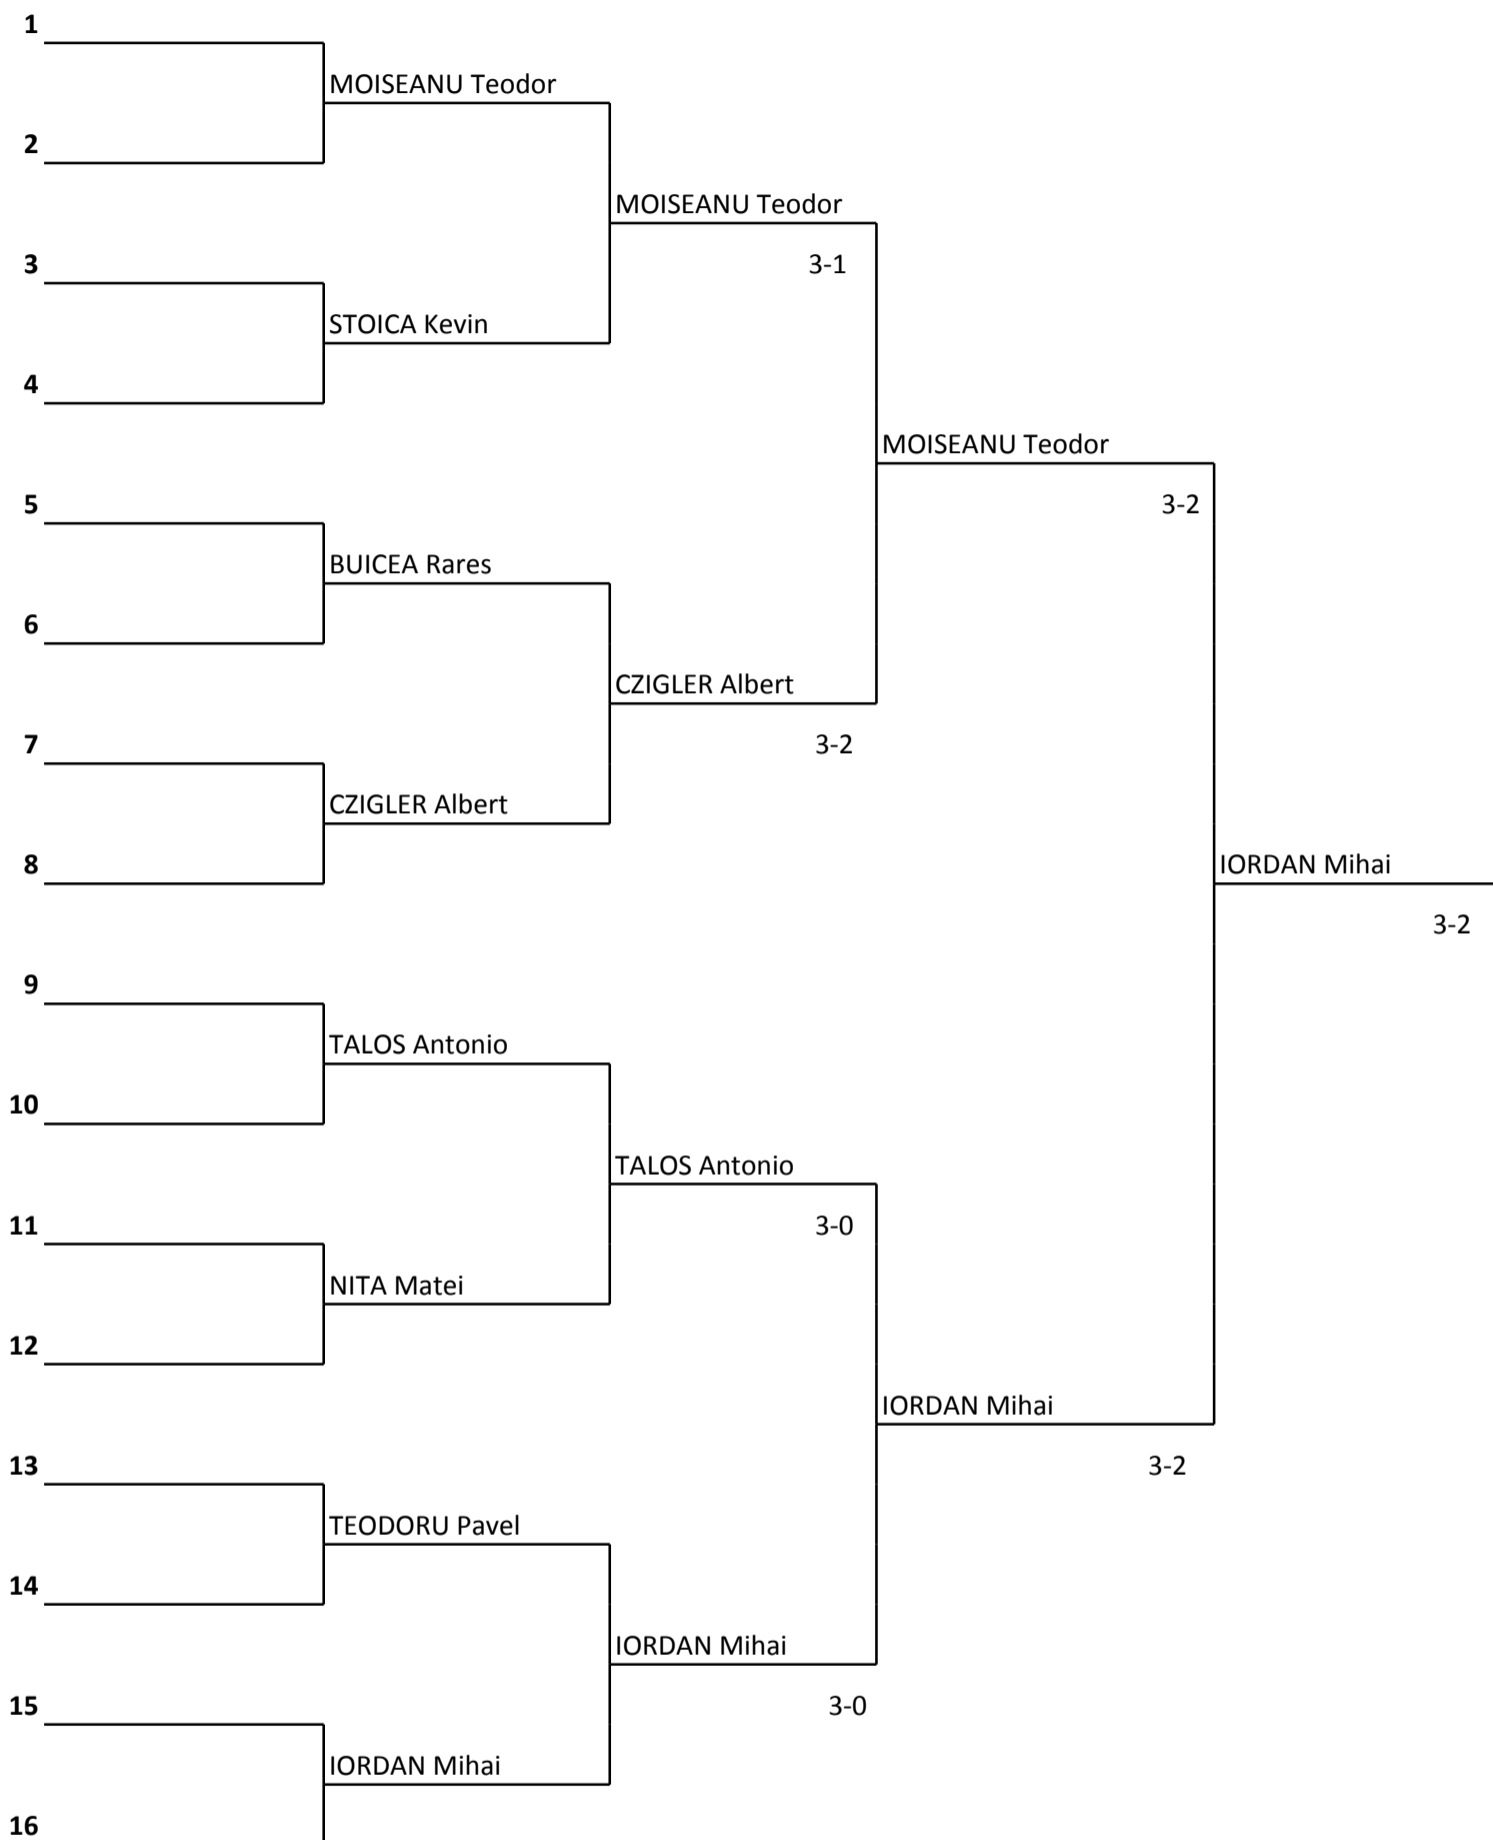 1
MOISEANU Teodor
2
MOISEANU Teodor
3
3-1
STOICA Kevin
4
MOISEANU Teodor
5
3-2
BUICEA Rares
6
CZIGLER Albert
7
3-2
CZIGLER Albert
8
IORDAN Mihai
3-2
9
TALOS Antonio
10
TALOS Antonio
11
3-0
NITA Matei
12
IORDAN Mihai
13
3-2
TEODORU Pavel
14
IORDAN Mihai
15
3-0
IORDAN Mihai
16